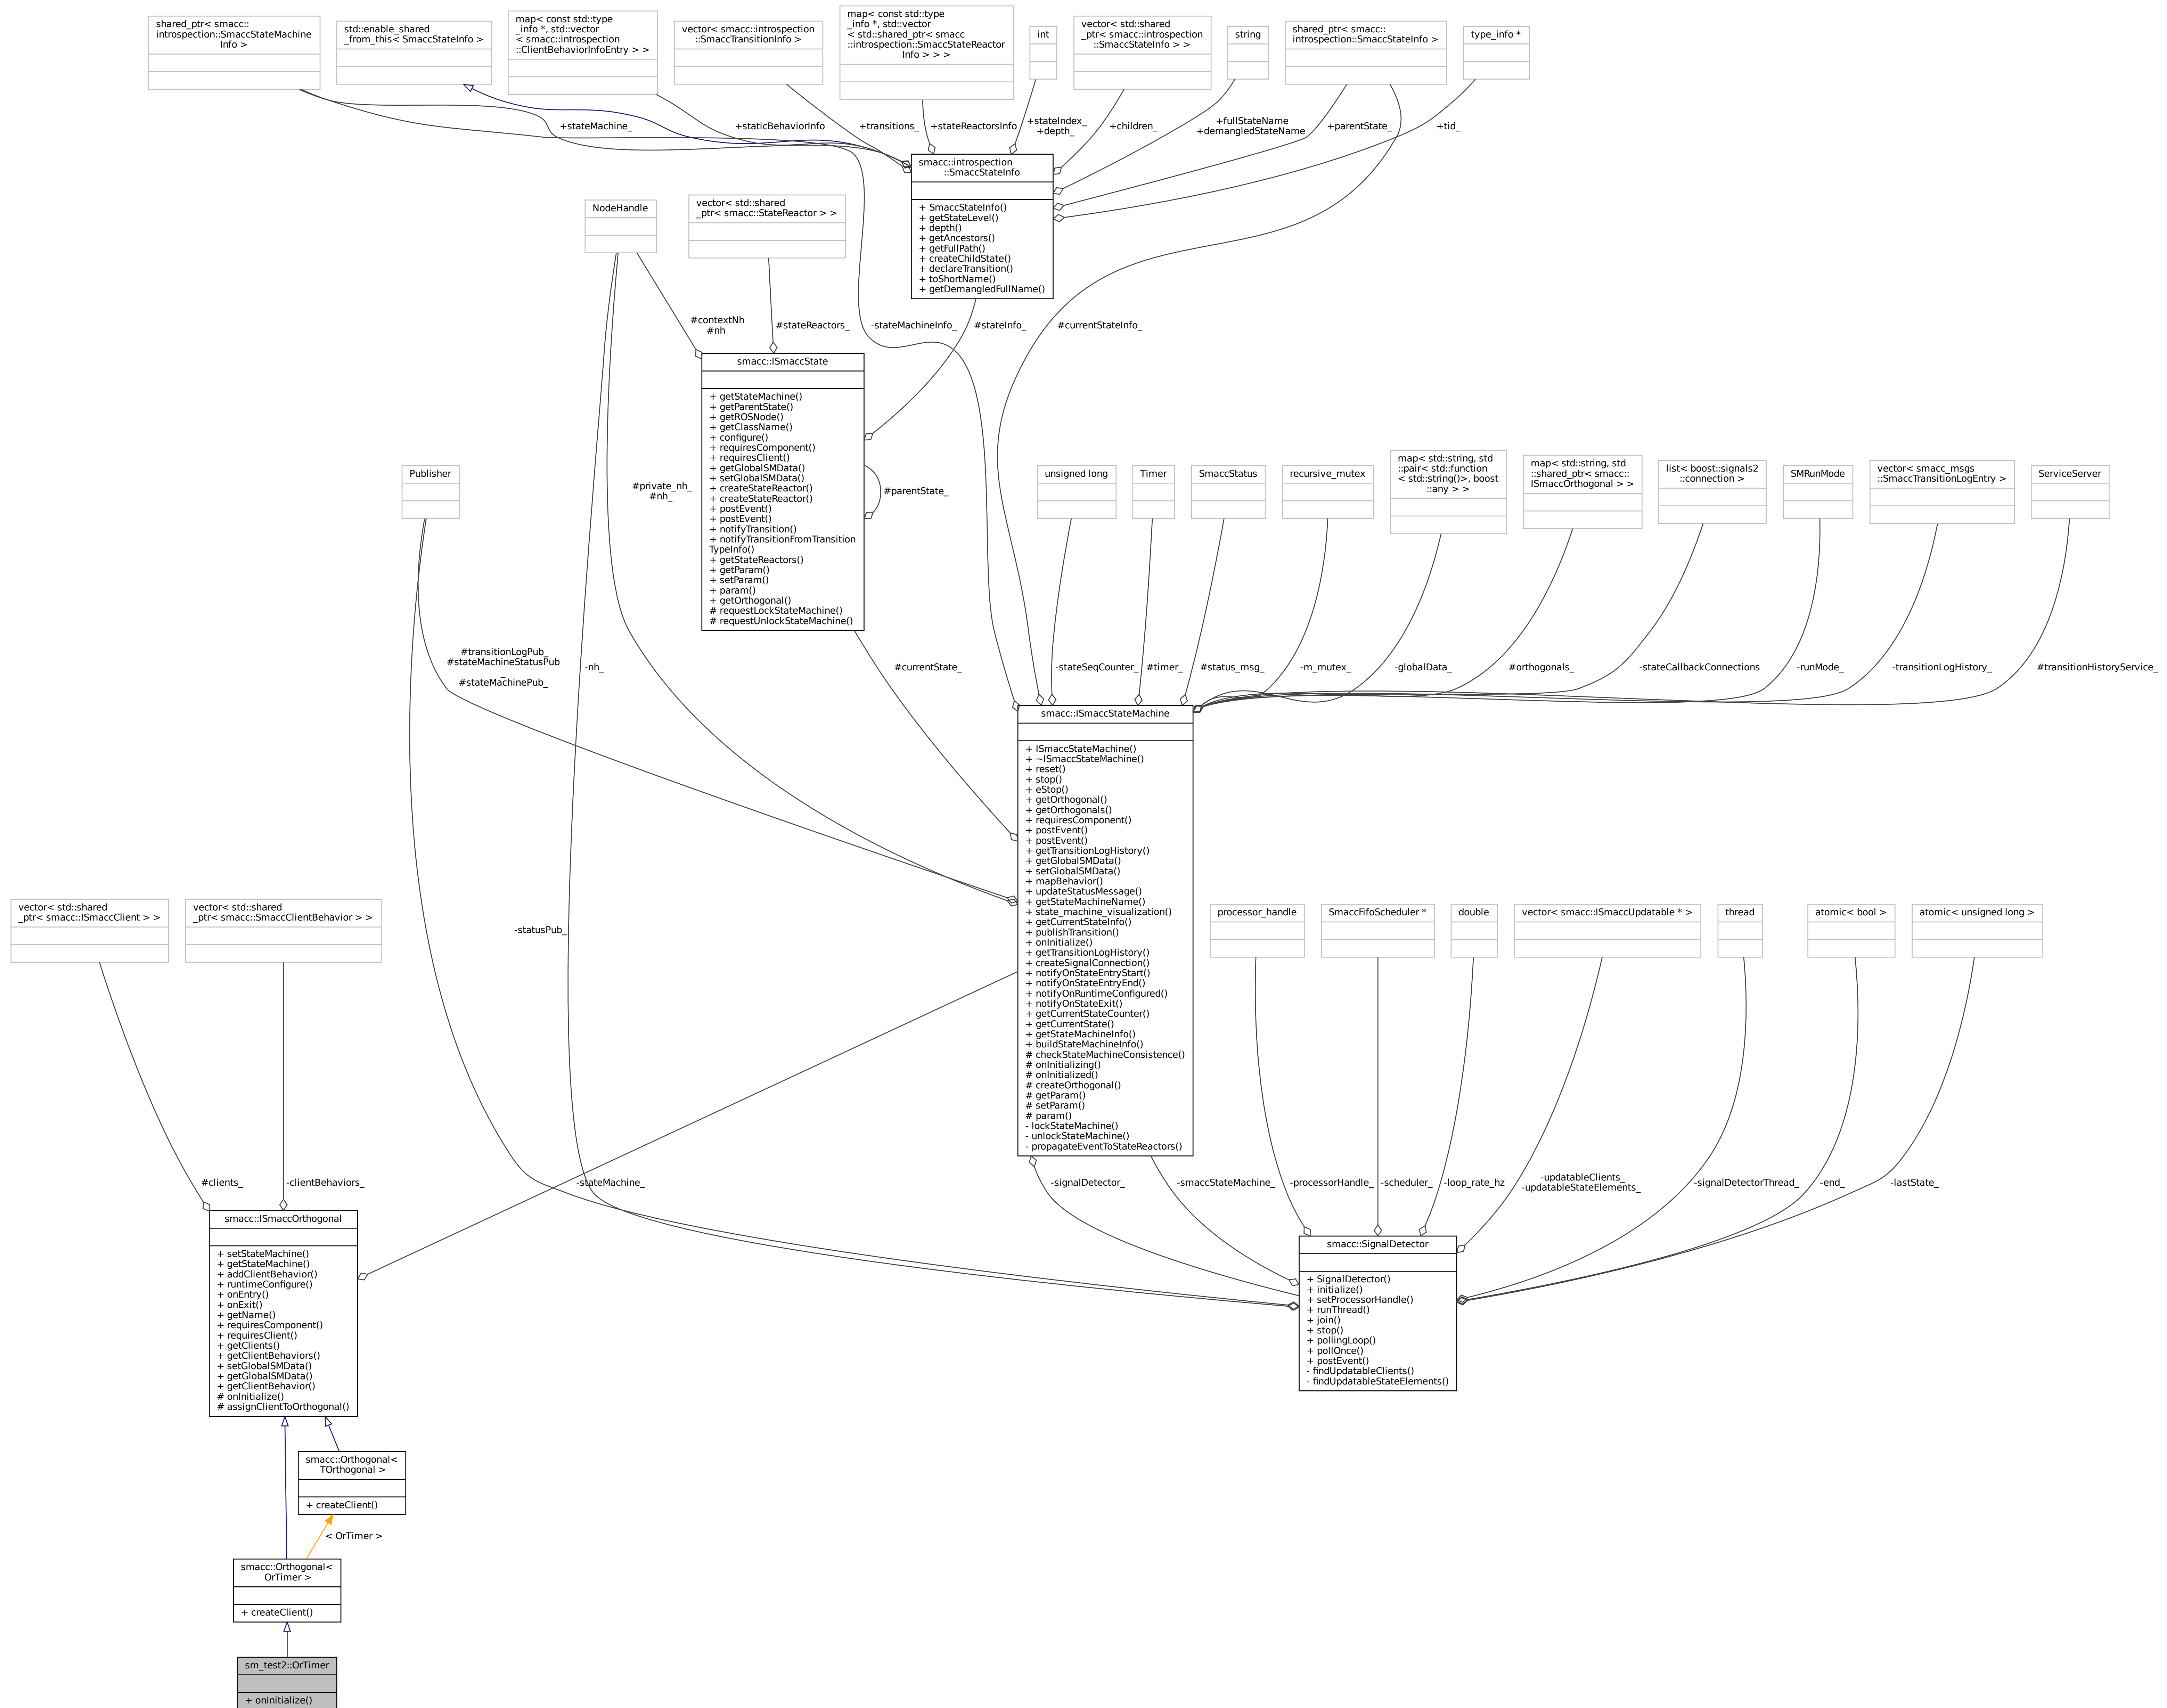 shared_ptr< smacc::
introspection::SmaccStateMachine
Info >
std::enable_shared
_from_this< SmaccStateInfo >
map< const std::type
_info *, std::vector
< smacc::introspection
::ClientBehaviorInfoEntry > >
vector< smacc::introspection
::SmaccTransitionInfo >
map< const std::type
_info *, std::vector
< std::shared_ptr< smacc
::introspection::SmaccStateReactor
Info > > >
int
vector< std::shared
_ptr< smacc::introspection
::SmaccStateInfo > >
string
shared_ptr< smacc::
introspection::SmaccStateInfo >
type_info *
+stateMachine_
+staticBehaviorInfo
+transitions_
+stateReactorsInfo
+stateIndex_
+depth_
+children_
+fullStateName
+demangledStateName
+parentState_
+tid_
smacc::introspection
::SmaccStateInfo
+ SmaccStateInfo()
+ getStateLevel()
+ depth()
+ getAncestors()
+ getFullPath()
+ createChildState()
+ declareTransition()
+ toShortName()
+ getDemangledFullName()
NodeHandle
vector< std::shared
_ptr< smacc::StateReactor > >
#contextNh
#nh
#stateReactors_
-stateMachineInfo_
#stateInfo_
#currentStateInfo_
smacc::ISmaccState
+ getStateMachine()
+ getParentState()
+ getROSNode()
+ getClassName()
+ configure()
+ requiresComponent()
+ requiresClient()
+ getGlobalSMData()
+ setGlobalSMData()
+ createStateReactor()
+ createStateReactor()
+ postEvent()
+ postEvent()
+ notifyTransition()
+ notifyTransitionFromTransition
TypeInfo()
+ getStateReactors()
+ getParam()
+ setParam()
+ param()
+ getOrthogonal()
# requestLockStateMachine()
# requestUnlockStateMachine()
#parentState_
Publisher
#private_nh_
#nh_
unsigned long
Timer
SmaccStatus
recursive_mutex
map< std::string, std
::pair< std::function
< std::string()>, boost
::any > >
map< std::string, std
::shared_ptr< smacc::
ISmaccOrthogonal > >
list< boost::signals2
::connection >
SMRunMode
vector< smacc_msgs
::SmaccTransitionLogEntry >
ServiceServer
#transitionLogPub_
#stateMachineStatusPub
_
#stateMachinePub_
-nh_
#currentState_
-stateSeqCounter_
#timer_
#status_msg_
-m_mutex_
-globalData_
#orthogonals_
-stateCallbackConnections
-runMode_
-transitionLogHistory_
#transitionHistoryService_
smacc::ISmaccStateMachine
+ ISmaccStateMachine()
+ ~ISmaccStateMachine()
+ reset()
+ stop()
+ eStop()
+ getOrthogonal()
+ getOrthogonals()
+ requiresComponent()
+ postEvent()
+ postEvent()
+ getTransitionLogHistory()
+ getGlobalSMData()
+ setGlobalSMData()
+ mapBehavior()
+ updateStatusMessage()
+ getStateMachineName()
+ state_machine_visualization()
+ getCurrentStateInfo()
+ publishTransition()
+ onInitialize()
+ getTransitionLogHistory()
+ createSignalConnection()
+ notifyOnStateEntryStart()
+ notifyOnStateEntryEnd()
+ notifyOnRuntimeConfigured()
+ notifyOnStateExit()
+ getCurrentStateCounter()
+ getCurrentState()
+ getStateMachineInfo()
+ buildStateMachineInfo()
# checkStateMachineConsistence()
# onInitializing()
# onInitialized()
# createOrthogonal()
# getParam()
# setParam()
# param()
- lockStateMachine()
- unlockStateMachine()
- propagateEventToStateReactors()
vector< std::shared
_ptr< smacc::ISmaccClient > >
vector< std::shared
_ptr< smacc::SmaccClientBehavior > >
-statusPub_
processor_handle
SmaccFifoScheduler *
double
vector< smacc::ISmaccUpdatable * >
thread
atomic< bool >
atomic< unsigned long >
#clients_
-clientBehaviors_
-stateMachine_
-signalDetector_
-smaccStateMachine_
-processorHandle_
-scheduler_
-loop_rate_hz
-updatableClients_
-updatableStateElements_
-signalDetectorThread_
-end_
-lastState_
smacc::ISmaccOrthogonal
+ setStateMachine()
+ getStateMachine()
+ addClientBehavior()
+ runtimeConfigure()
+ onEntry()
+ onExit()
+ getName()
+ requiresComponent()
+ requiresClient()
+ getClients()
+ getClientBehaviors()
+ setGlobalSMData()
+ getGlobalSMData()
+ getClientBehavior()
# onInitialize()
# assignClientToOrthogonal()
smacc::SignalDetector
+ SignalDetector()
+ initialize()
+ setProcessorHandle()
+ runThread()
+ join()
+ stop()
+ pollingLoop()
+ pollOnce()
+ postEvent()
- findUpdatableClients()
- findUpdatableStateElements()
smacc::Orthogonal<
TOrthogonal >
+ createClient()
< OrTimer >
smacc::Orthogonal<
OrTimer >
+ createClient()
sm_test2::OrTimer
+ onInitialize()